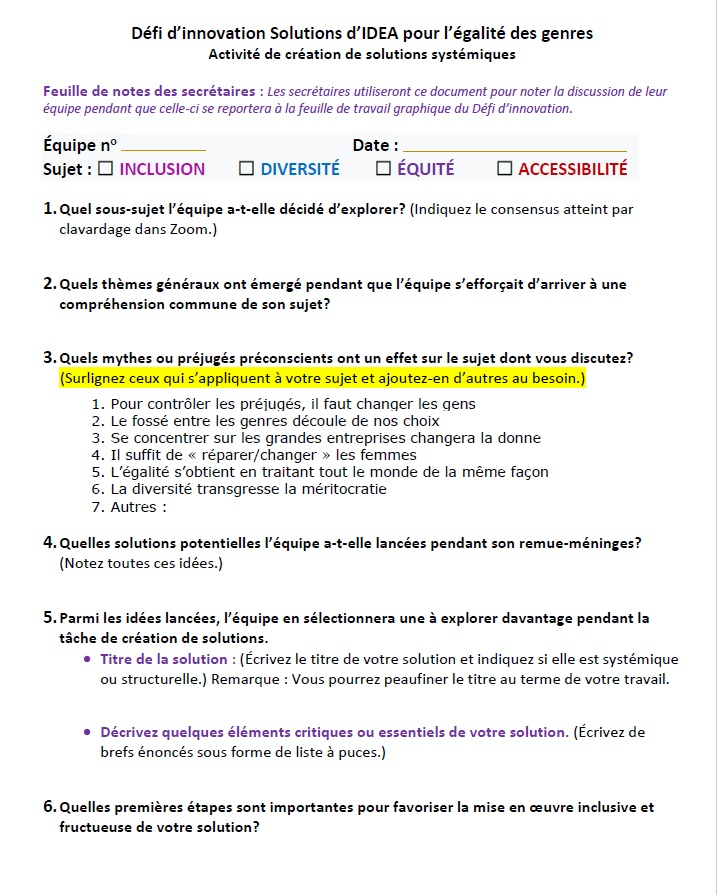 Défi d’innovation Solutions d’IDEA pour l’égalité des genres
Activité de création de solutions systémiques
Feuille de notes des secrétaires : Les secrétaires utiliseront ce document pour noter la discussion de leur
équipe pendant que celle-ci se reportera à la feuille de travail graphique du Défi d’innovation.
Équipe nº __________ Date : __________________________
Sujet : ☐ INCLUSION ☐ DIVERSITÉ ☐ ÉQUITÉ ☐ ACCESSIBILITÉ
1. Quel sous-sujet l’équipe a-t-elle décidé d’explorer? (Indiquez le consensus atteint par
clavardage dans Zoom.)
2. Quels thèmes généraux ont émergé pendant que l’équipe s’efforçait d’arriver à une
compréhension commune de son sujet?
3. Quels mythes ou préjugés préconscients ont un effet sur le sujet dont vous discutez?
(Surlignez ceux qui s’appliquent à votre sujet et ajoutez-en d’autres au besoin.)
1. Pour contrôler les préjugés, il faut changer les gens
2. Le fossé entre les genres découle de nos choix
3. Se concentrer sur les grandes entreprises changera la donne
4. Il suffit de « réparer/changer » les femmes
5. L’égalité s’obtient en traitant tout le monde de la même façon
6. La diversité transgresse la méritocratie
7. Autres :
4. Quelles solutions potentielles l’équipe a-t-elle lancées pendant son remue-méninges?
(Notez toutes ces idées.)
5. Parmi les idées lancées, l’équipe en sélectionnera une à explorer davantage pendant la
tâche de création de solutions.
• Titre de la solution : (Écrivez le titre de votre solution et indiquez si elle est systémique
ou structurelle.) Remarque : Vous pourrez peaufiner le titre au terme de votre travail.
• Décrivez quelques éléments critiques ou essentiels de votre solution. (Écrivez de
brefs énoncés sous forme de liste à puces.)
6. Quelles premières étapes sont importantes pour favoriser la mise en œuvre inclusive et
fructueuse de votre solution?